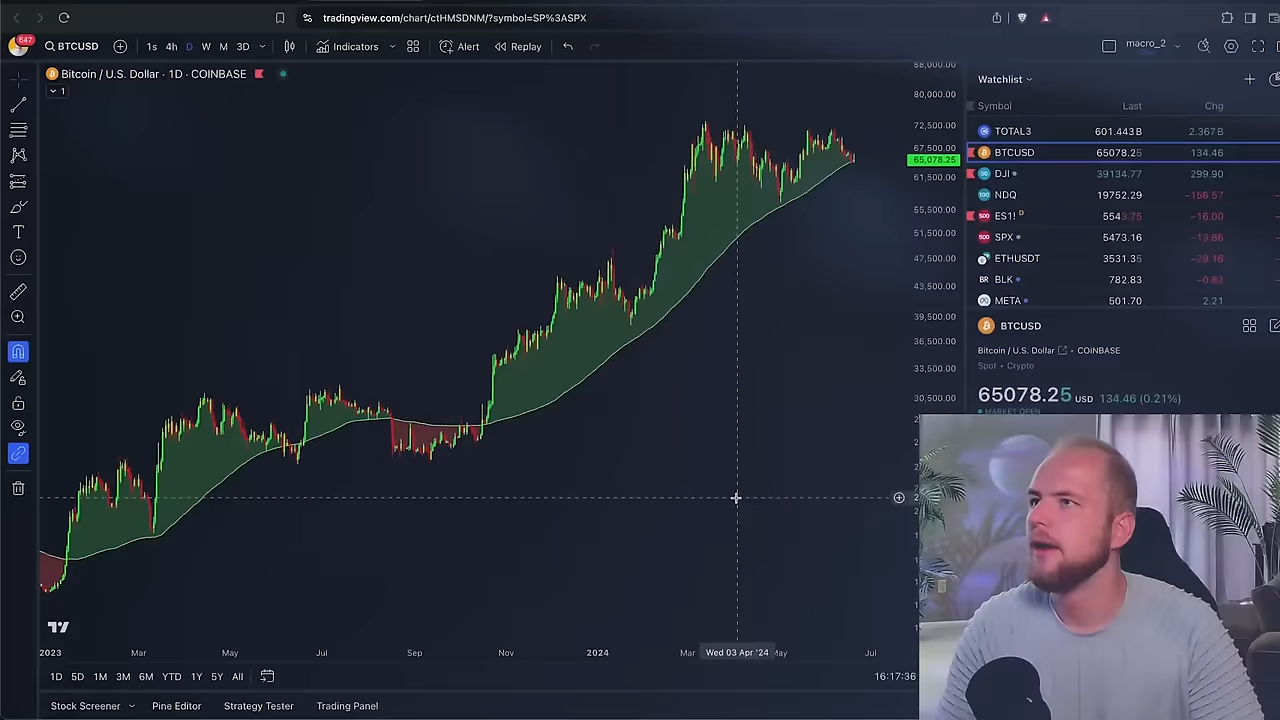 tradingview.com/chart/ctHMSDNM/?symbol=SP%3ASPX
647
BTCUSD
1s 4h D W M 3D
Indicators
Alert
Replay
macro_2
Bitcoin / U.S. Dollar · 1D · COINBASE
1
88,000.00
80,000.00
72,500.00
67,500.00
65,078.25
61,500.00
55,500.00
51,500.00
47,500.00
43,500.00
39,500.00
36,500.00
33,500.00
30,500.00
Watchlist
Symbol Last Chg
TOTAL3 601.443B 2.367B
BTCUSD 65078.25 134.46
DJI 39134.77 299.90
NDQ 19752.29 −156.57
ES1! D 5543.75 −16.00
SPX 5473.16 −13.86
ETHUSDT 3531.35 −29.16
BLK 782.83 −0.82
META 501.70 2.21
BTCUSD
Bitcoin / U.S. Dollar · COINBASE
Spot · Crypto
65078.25 USD 134.46 (0.21%)
MARKET OPEN
2023 Mar May Jul Sep Nov 2024 Mar Wed 03 Apr '24 May Jul
1D 5D 1M 3M 6M YTD 1Y 5Y All
16:17:36
Stock Screener Pine Editor Strategy Tester Trading Panel